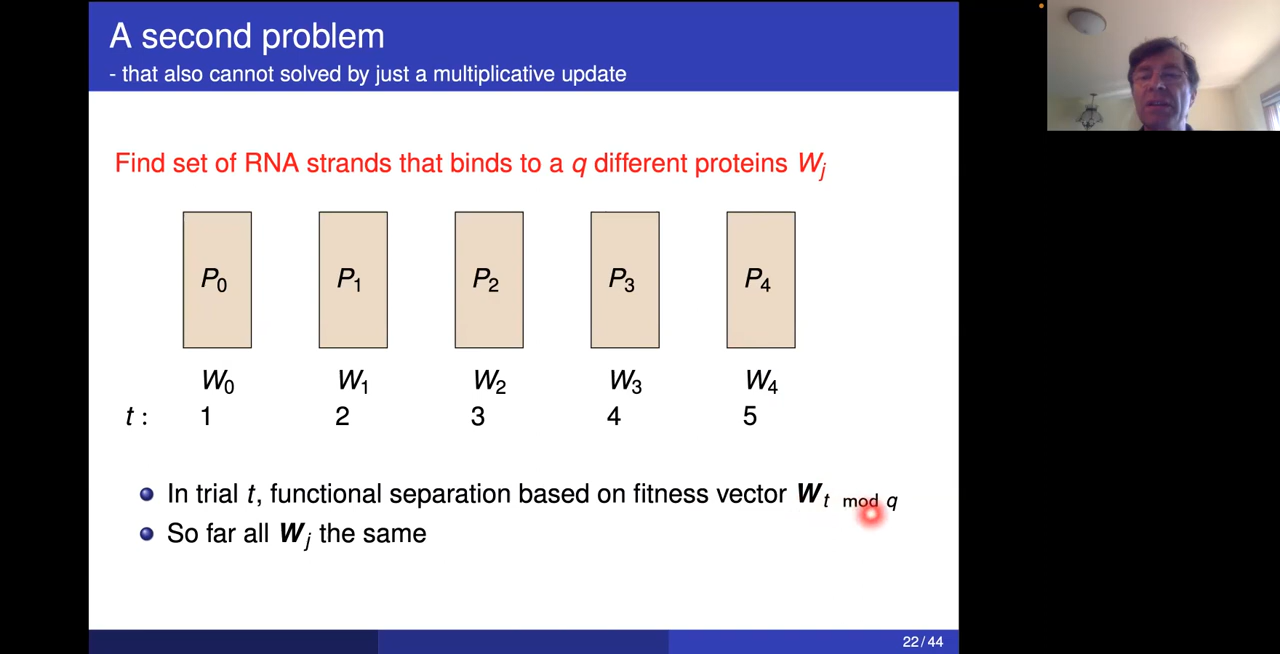 A second problem
- that also cannot solved by just a multiplicative update
Find set of RNA strands that binds to a q different proteins Wj
P0 P1 P2 P3 P4
W0 W1 W2 W3 W4
t : 1 2 3 4 5
In trial t, functional separation based on fitness vector Wt mod q
So far all Wj the same
22/44